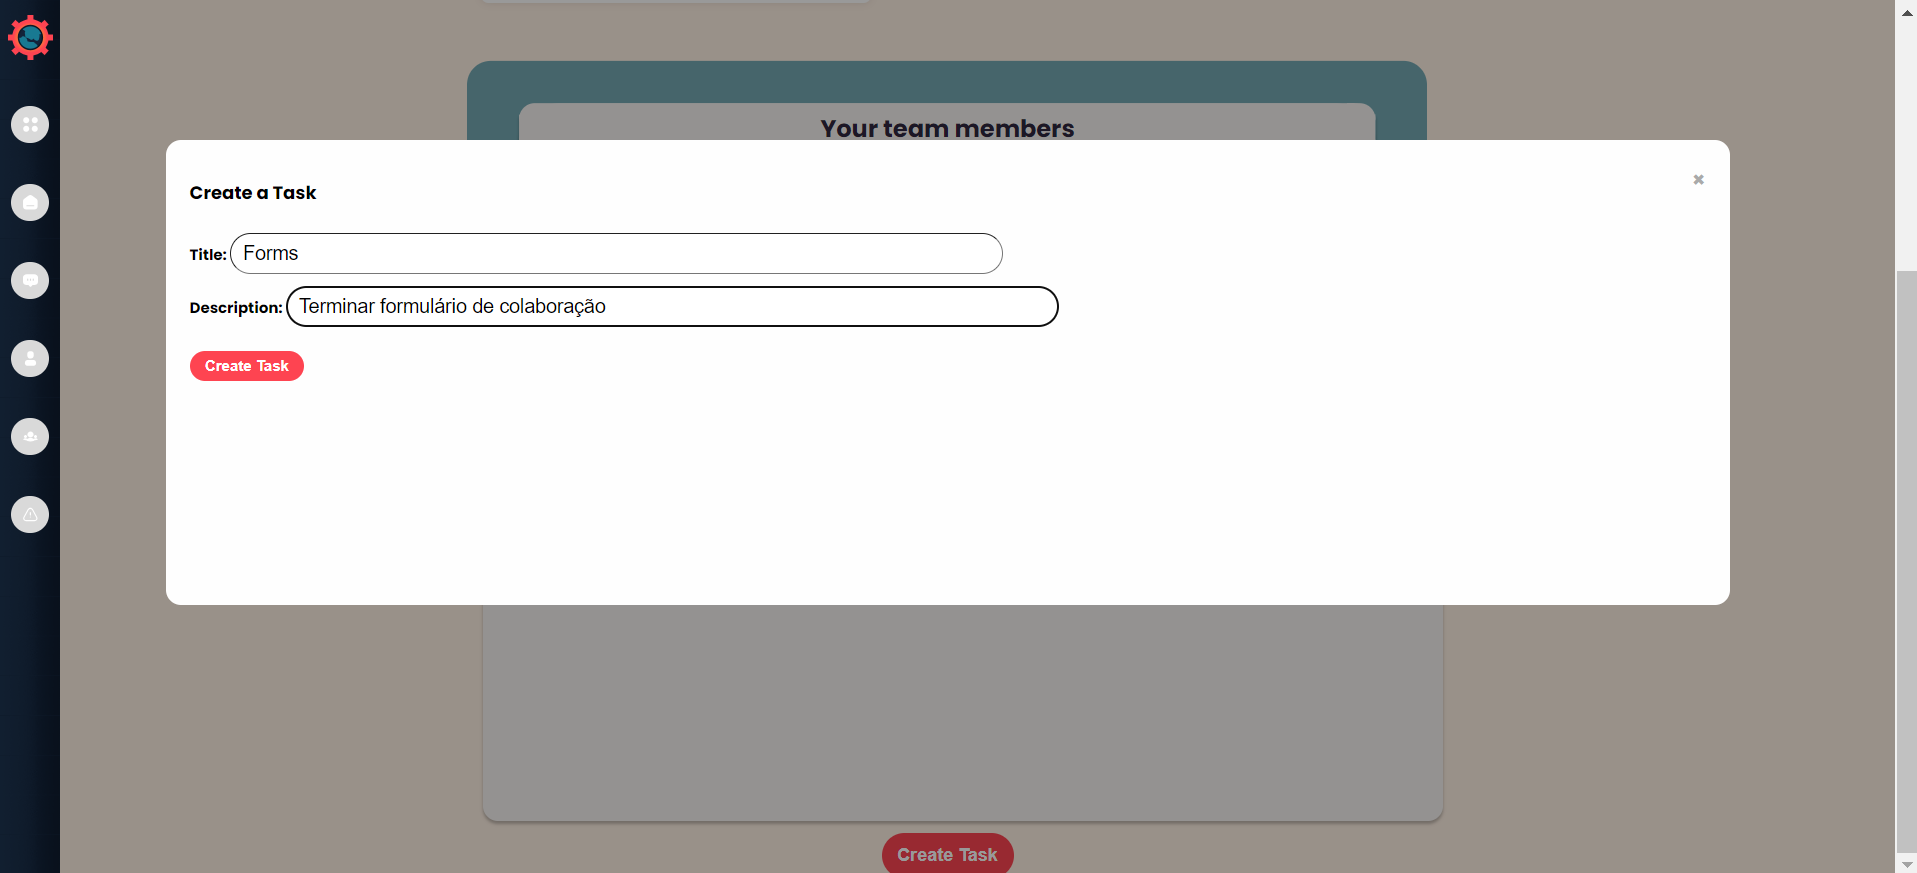 Your team members
Create a Task
Title: Forms
Description: Terminar formulário de colaboração
Create Task
Create Task